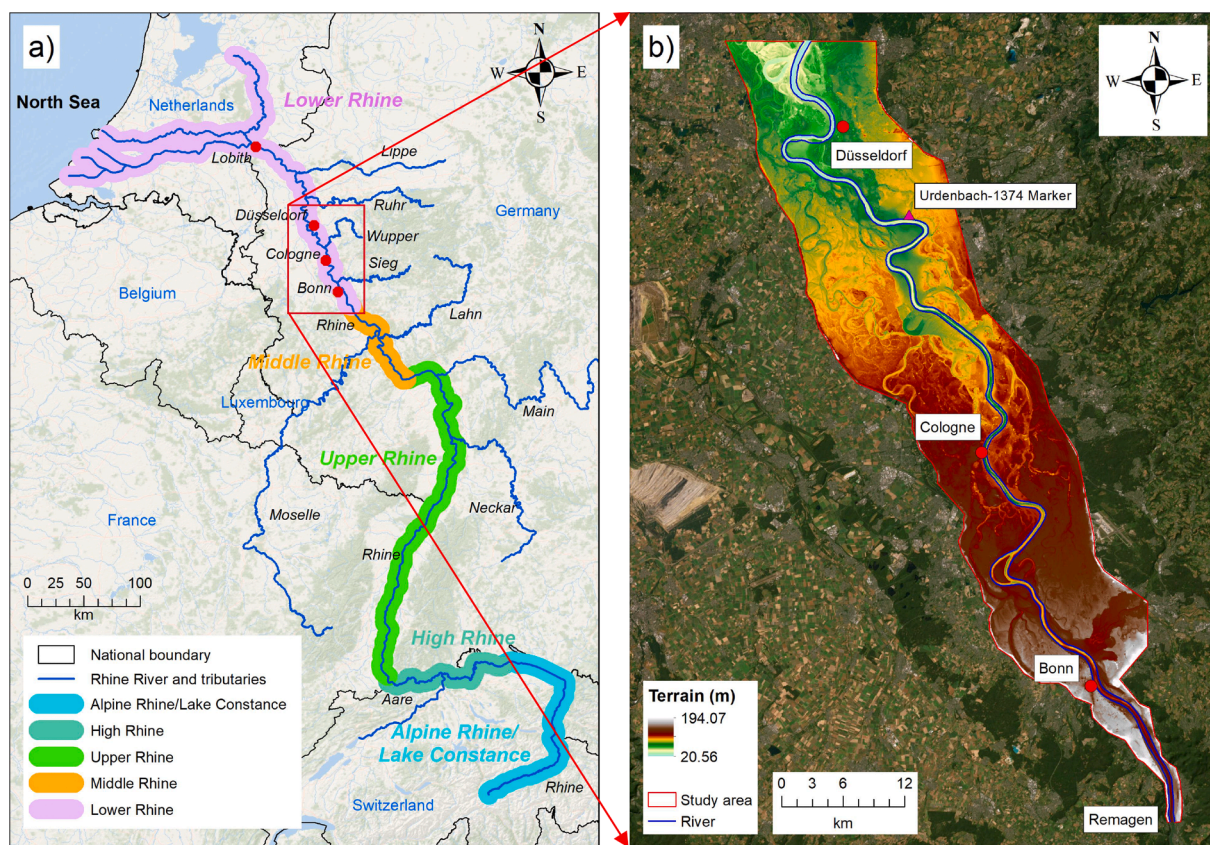 a)
N
W
E
S
North Sea
Netherlands
Lower Rhine
Lobith
Lippe
Ruhr
Germany
Düsseldorf
Wupper
Cologne
Sieg
Belgium
Bonn
Lahn
Rhine
Middle Rhine
Luxembourg
Main
Upper Rhine
Neckar
Moselle
France
Rhine
0 25 50 100
km
High Rhine
Aare
Alpine Rhine/
Lake Constance
Rhine
Switzerland
National boundary
Rhine River and tributaries
Alpine Rhine/Lake Constance
High Rhine
Upper Rhine
Middle Rhine
Lower Rhine
b)
N
W
E
S
Düsseldorf
Urdenbach-1374 Marker
Cologne
Bonn
Remagen
Terrain (m)
194.07
20.56
Study area
River
0 3 6 12
km